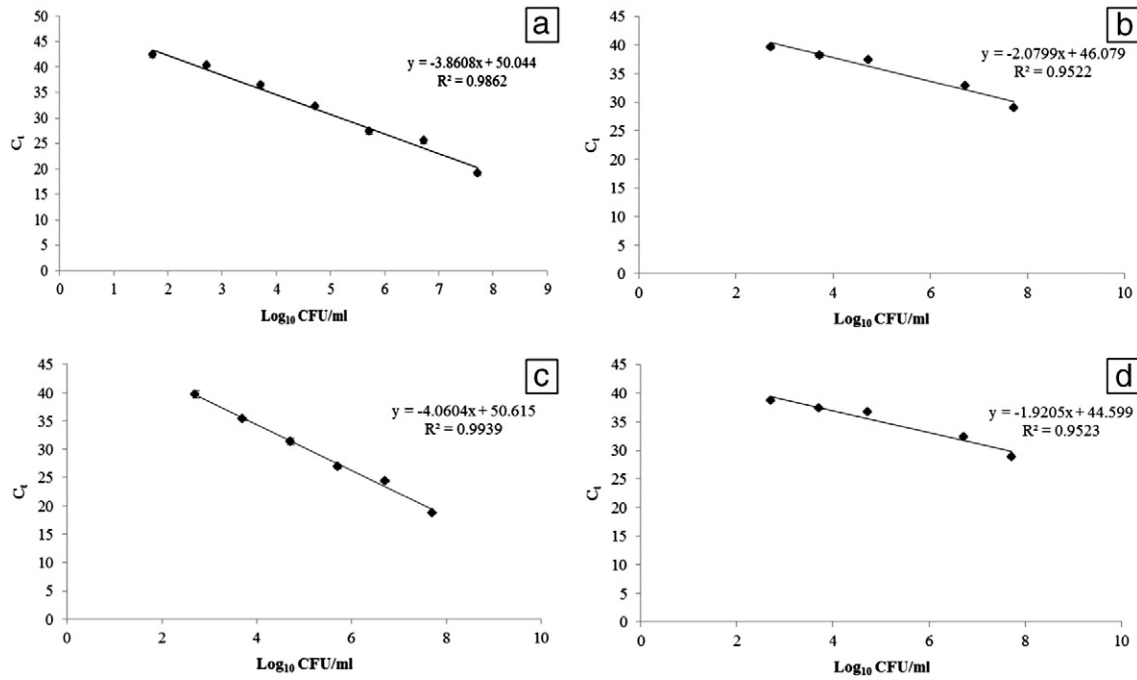 a
50
45
40
35
30
25
20
15
10
5
0
Cₜ
y = -3.8608x + 50.044
R² = 0.9862
0 1 2 3 4 5 6 7 8 9
Log₁₀ CFU/ml
b
45
40
35
30
25
20
15
10
5
0
Cₜ
y = -2.0799x + 46.079
R² = 0.9522
0 2 4 6 8 10
Log₁₀ CFU/ml
c
45
40
35
30
25
20
15
10
5
0
Cₜ
y = -4.0604x + 50.615
R² = 0.9939
0 2 4 6 8 10
Log₁₀ CFU/ml
d
45
40
35
30
25
20
15
10
5
0
Cₜ
y = -1.9205x + 44.599
R² = 0.9523
0 2 4 6 8 10
Log₁₀ CFU/ml